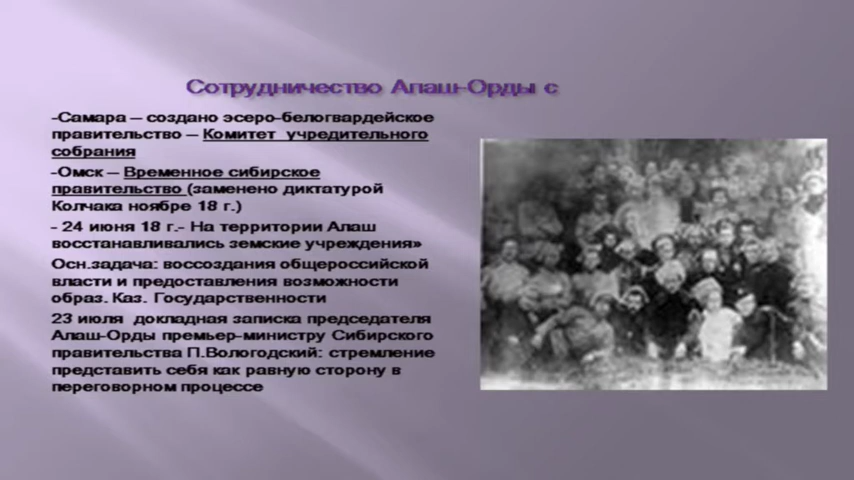 Сотрудничество Алаш-Орды с
-Самара – создано эсеро-белогвардейское
правительство – Комитет учредительного
собрания
-Омск – Временное сибирское
правительство (заменено диктатурой
Колчака ноябре 18 г.)
- 24 июня 18 г.- На территории Алаш
восстанавливались земские учреждения»
Осн.задача: воссоздания общероссийской
власти и предоставления возможности
образ. Каз. Государственности
23 июля докладная записка председателя
Алаш-Орды премьер-министру Сибирского
правительства П.Вологодский: стремление
представить себя как равную сторону в
переговорном процессе